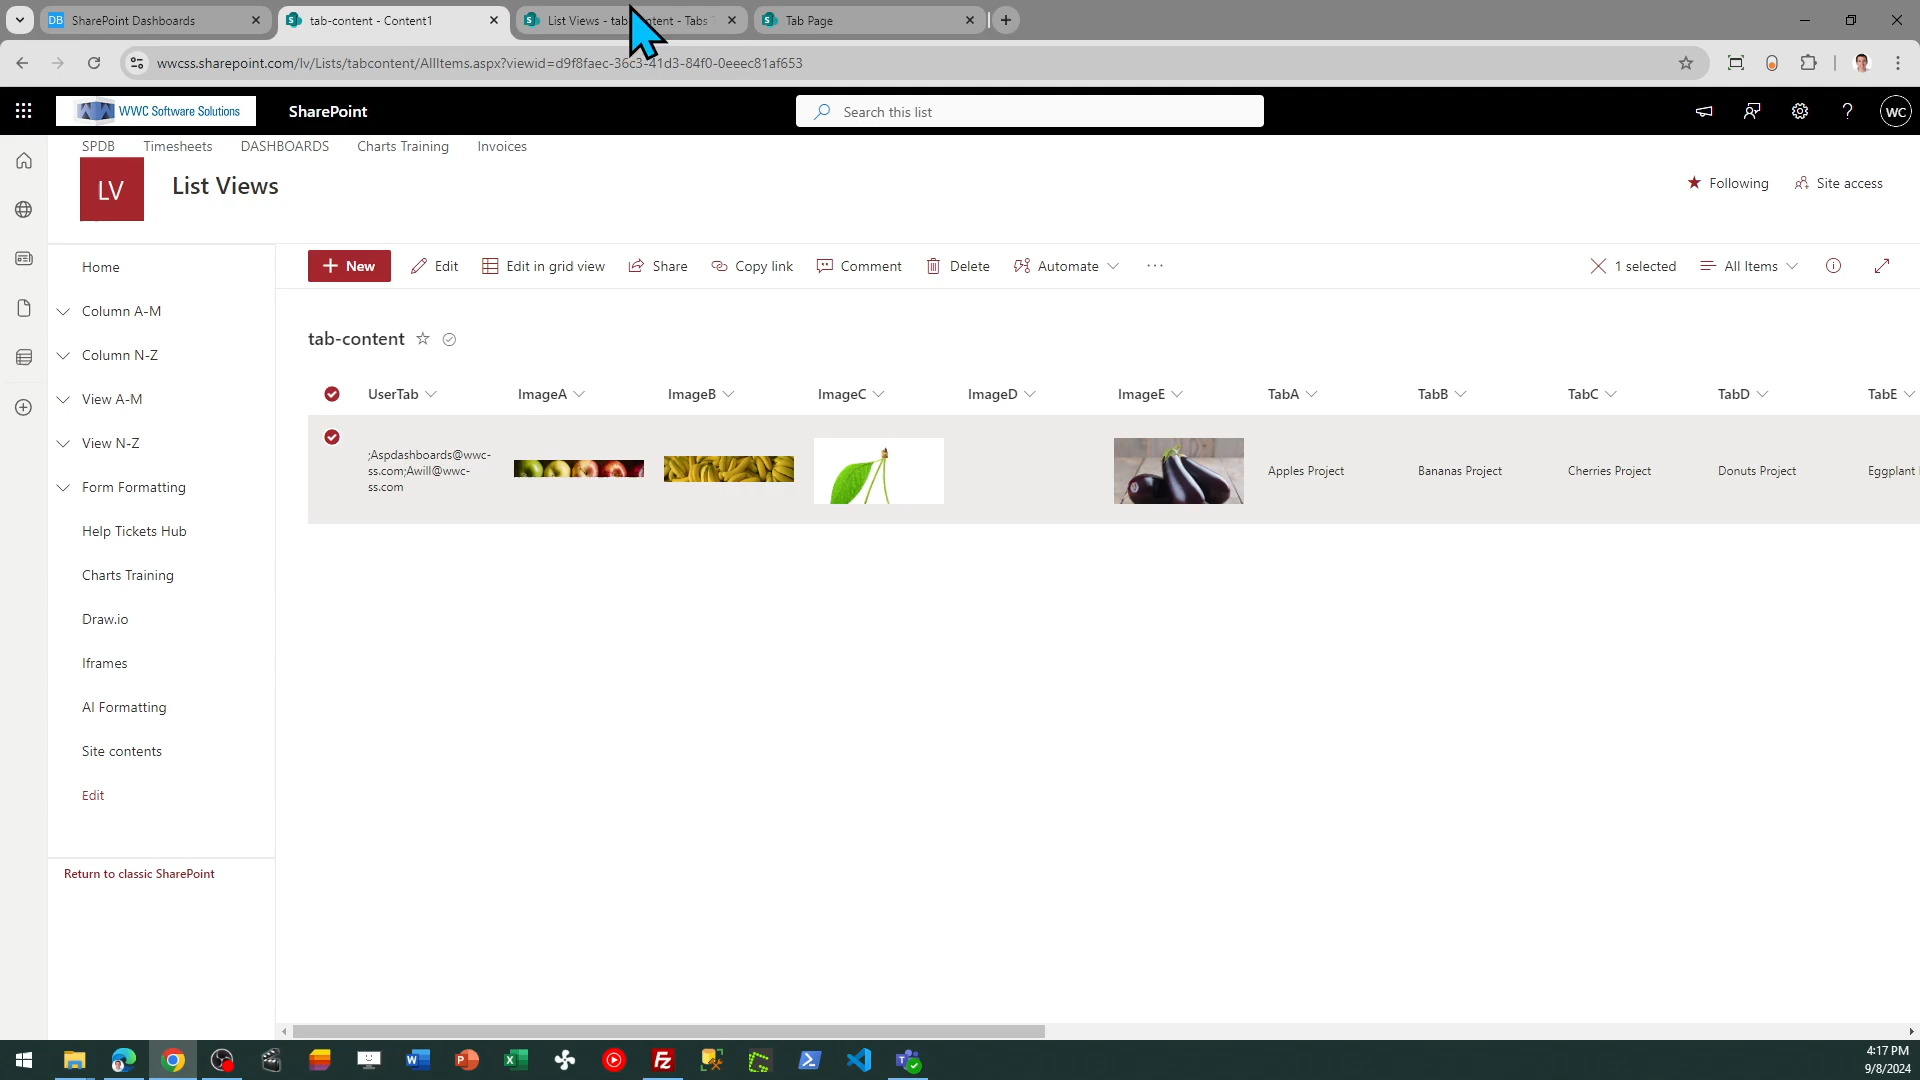 DB SharePoint Dashboards
tab-content - Content1
List Views - tab-content - Tabs
Tab Page
wwcss.sharepoint.com/lv/Lists/tabcontent/AllItems.aspx?viewid=d9f8faec-36c3-41d3-84f0-0eeec81af653
WWC Software Solutions
SharePoint
Search this list
WC
SPDB Timesheets DASHBOARDS Charts Training Invoices
LV
List Views
Following
Site access
Home
Column A-M
Column N-Z
View A-M
View N-Z
Form Formatting
Help Tickets Hub
Charts Training
Draw.io
Iframes
AI Formatting
Site contents
Edit
Return to classic SharePoint
New Edit Edit in grid view Share Copy link Comment Delete Automate ··· 1 selected All Items
tab-content
UserTab ImageA ImageB ImageC ImageD ImageE TabA TabB TabC TabD TabE
;Aspdashboards@wwc-
ss.com;Awill@wwc-
ss.com
Apples Project Bananas Project Cherries Project Donuts Project Eggplant
4:17 PM
9/8/2024